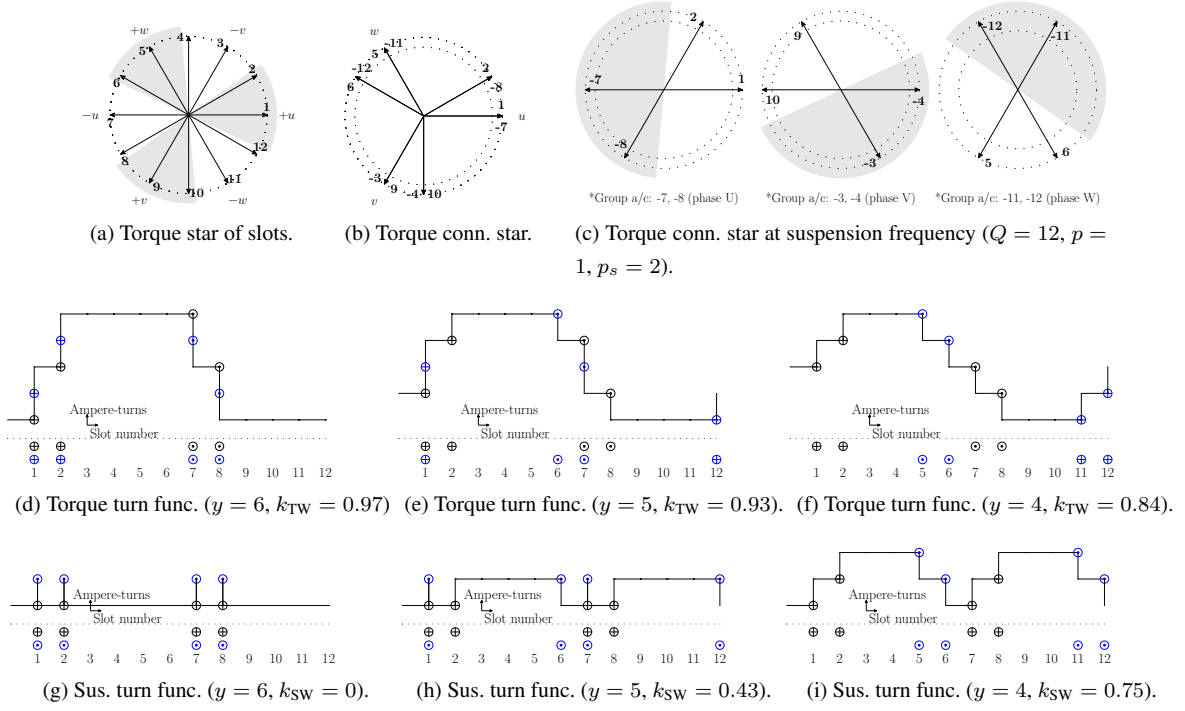 +w
−v
4
3
5
2
6
1
+u
−u
7
12
8
11
9
10
+v
−w
w
-11
5
-12
6
2
-8
1
u
-7
-3
9
-4
10
v
2
-7
1
-8
9
10
-4
-3
-12
-11
5
6
*Group a/c: -7, -8 (phase U)
*Group a/c: -3, -4 (phase V)
*Group a/c: -11, -12 (phase W)
(a) Torque star of slots.
(b) Torque conn. star.
(c) Torque conn. star at suspension frequency (Q = 12, p =
1, pₛ = 2).
Ampere-turns
Slot number
1 2 3 4 5 6 7 8 9 10 11 12
(d) Torque turn func. (y = 6, k_TW = 0.97)
Ampere-turns
Slot number
1 2 3 4 5 6 7 8 9 10 11 12
(e) Torque turn func. (y = 5, k_TW = 0.93).
Ampere-turns
Slot number
1 2 3 4 5 6 7 8 9 10 11 12
(f) Torque turn func. (y = 4, k_TW = 0.84).
Ampere-turns
Slot number
1 2 3 4 5 6 7 8 9 10 11 12
(g) Sus. turn func. (y = 6, k_SW = 0).
Ampere-turns
Slot number
1 2 3 4 5 6 7 8 9 10 11 12
(h) Sus. turn func. (y = 5, k_SW = 0.43).
Ampere-turns
Slot number
1 2 3 4 5 6 7 8 9 10 11 12
(i) Sus. turn func. (y = 4, k_SW = 0.75).